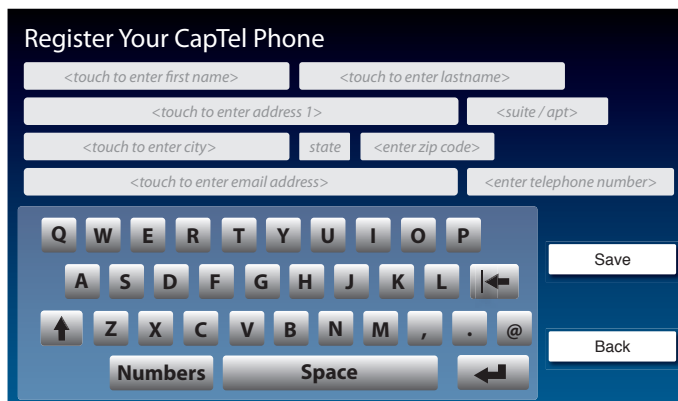 Register Your CapTel Phone
<touch to enter first name> <touch to enter lastname>
<touch to enter address 1> <suite / apt>
<touch to enter city> state <enter zip code>
<touch to enter email address> <enter telephone number>
Q W E R T Y U I O P
Save
A S D F G H J K L
Z X C V B N M , . @
Back
Numbers Space